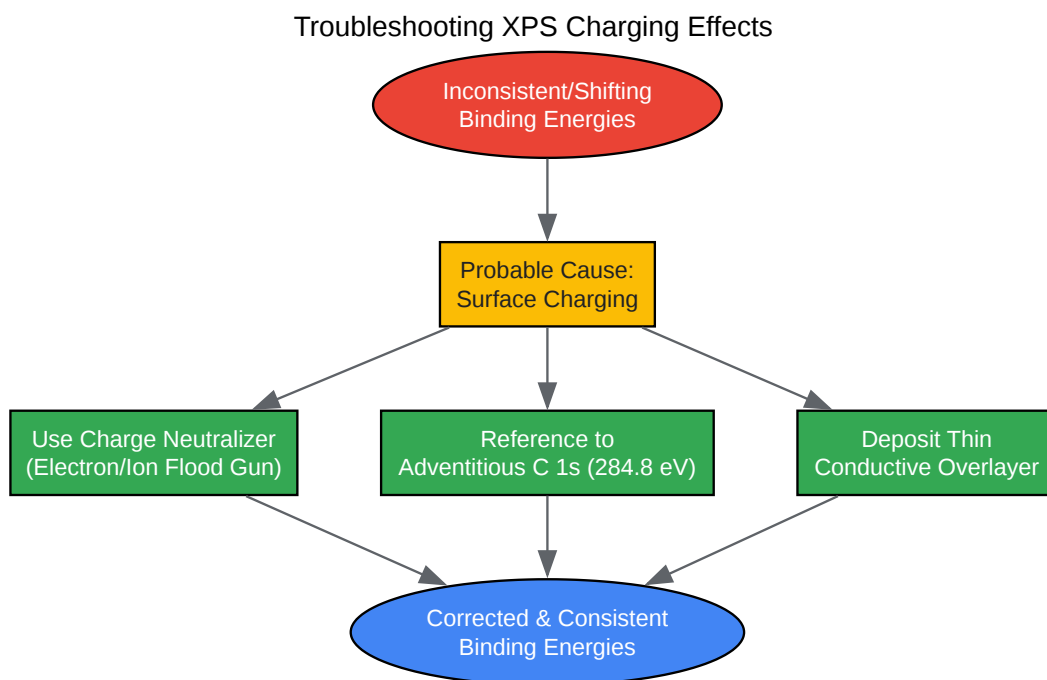 Troubleshooting XPS Charging Effects
Inconsistent/Shifting
Binding Energies
Probable Cause:
Surface Charging
Use Charge Neutralizer
(Electron/Ion Flood Gun)
Reference to
Adventitious C 1s (284.8 eV)
Deposit Thin
Conductive Overlayer
Corrected & Consistent
Binding Energies